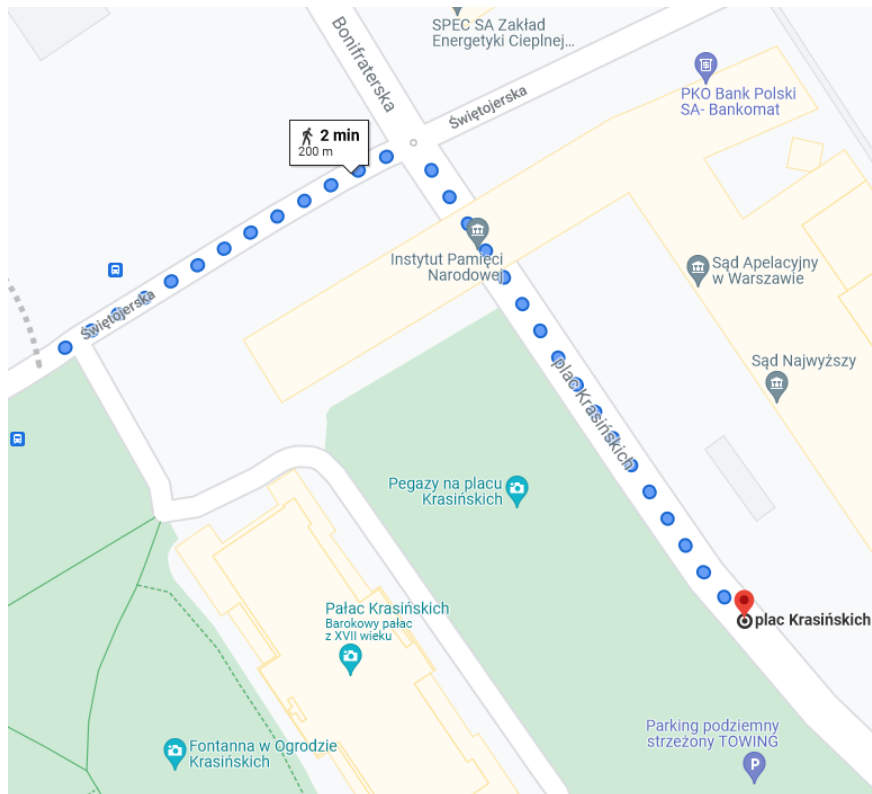 SPEC SA Zakład
Energetyki Cieplnej...
Bonifraterska
Świętojerska
PKO Bank Polski
SA- Bankomat
2 min
200 m
Instytut Pamięci
Narodowej
Sąd Apelacyjny
w Warszawie
Świętojerska
Sąd Najwyższy
plac Krasińskich
Pegazy na placu
Krasińskich
Pałac Krasińskich
Barokowy pałac
z XVII wieku
plac Krasińskich
Fontanna w Ogrodzie
Krasińskich
Parking podziemny
strzeżony TOWING
P